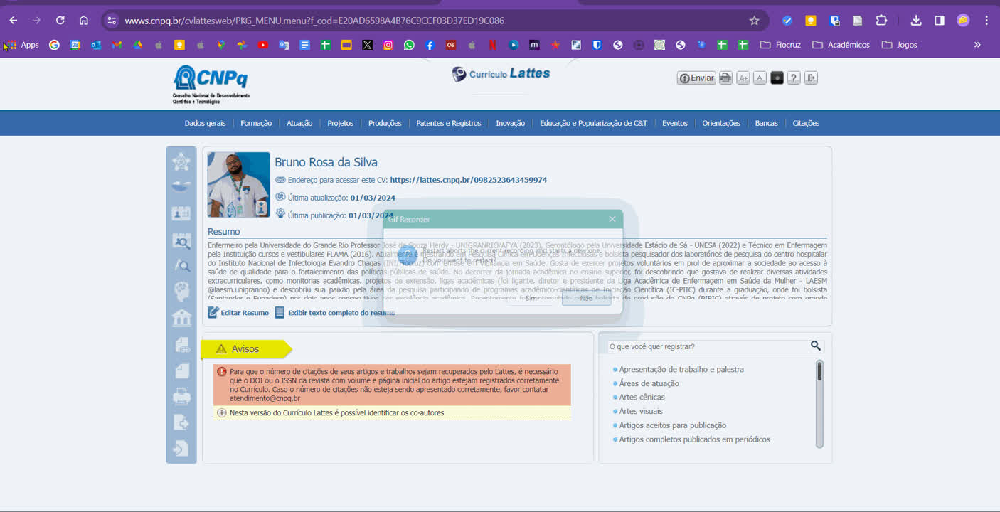 wwws.cnpq.br/cvlattesweb/PKG_MENU.menu?f_cod=E20AD6598A4B76C9CCF03D37ED19C086
Apps
Fiocruz
Acadêmicos
Jogos
CNPq
Conselho Nacional de Desenvolvimento
Científico e Tecnológico
Currículo Lattes
Enviar
A+
A
?
Dados gerais
Formação
Atuação
Projetos
Produções
Patentes e Registros
Inovação
Educação e Popularização de C&T
Eventos
Orientações
Bancas
Citações
Bruno Rosa da Silva
Endereço para acessar este CV: https://lattes.cnpq.br/0982523643459974
Última atualização: 01/03/2024
Última publicação: 01/03/2024
Gif Recorder
Restart aborts the current recording and starts a new one.
Do you want to restart?
Sim
Não
Resumo
Enfermeiro pela Universidade do Grande Rio Professor José de Souza Herdy - UNIGRANRIO/AFYA (2023), Gerontólogo pela Universidade Estácio de Sá - UNESA (2022) e Técnico em Enfermagem
pela Instituição cursos e vestibulares FLAMA (2016). Atualmente é mestrando em Pesquisa Clínica em Doenças Infecciosas e bolsista pesquisador dos laboratórios de pesquisa do centro hospitalar
do Instituto Nacional de Infectologia Evandro Chagas (INI/Fiocruz) com ênfase em Vigilância em Saúde. Gosta de exercer projetos voluntários em prol de aproximar a sociedade ao acesso à
saúde de qualidade para o fortalecimento das políticas públicas de saúde. No decorrer da jornada acadêmica no ensino superior, foi descobrindo que gostava de realizar diversas atividades
extracurriculares, como monitorias acadêmicas, projetos de extensão, ligas acadêmicas (foi ligante, diretor e presidente da Liga Acadêmica de Enfermagem em Saúde da Mulher - LAESM
@laesm.unigranrio) e descobriu sua paixão pela área da pesquisa participando de programas acadêmico-científicas de Iniciação Científica (IC-PIIC) durante a graduação, onde foi bolsista
(Santander e Funadesp) por dois anos consecutivos por excelência acadêmica. Recentemente foi contemplado bolsista de produção do CNPq (PIBIC) através de projeto com grande
Editar Resumo
Exibir texto completo do resumo
Avisos
Para que o número de citações de seus artigos e trabalhos sejam recuperados pelo Lattes, é necessário
que o DOI ou o ISSN da revista com volume e página inicial do artigo estejam registrados corretamente
no Currículo. Caso o número de citações não esteja sendo apresentado corretamente, favor contatar
atendimento@cnpq.br
Nesta versão do Currículo Lattes é possível identificar os co-autores
O que você quer registrar?
Apresentação de trabalho e palestra
Áreas de atuação
Artes cênicas
Artes visuais
Artigos aceitos para publicação
Artigos completos publicados em periódicos